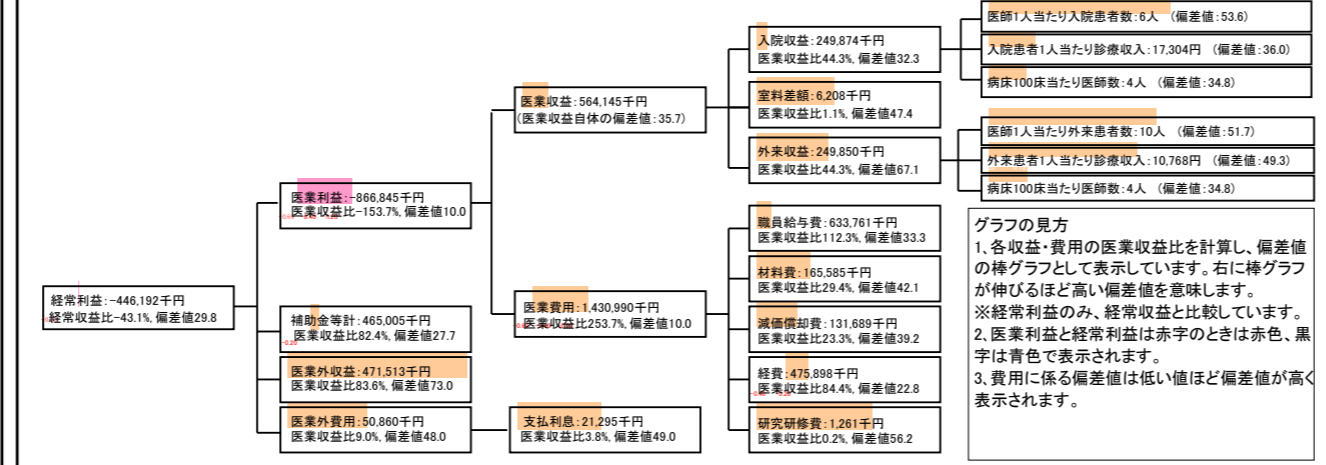 医師1人当たり入院患者数:6人 (偏差値:53.6)
入院収益:249,874千円
医業収益比44.3%, 偏差値32.3
入院患者1人当たり診療収入:17,304円 (偏差値:36.0)
病床100床当たり医師数:4人 (偏差値:34.8)
医業収益:564,145千円
(医業収益自体の偏差値:35.7)
室料差額:6,208千円
医業収益比1.1%, 偏差値47.4
医師1人当たり外来患者数:10人 (偏差値:51.7)
外来収益:249,850千円
医業収益比44.3%, 偏差値67.1
外来患者1人当たり診療収入:10,768円 (偏差値:49.3)
病床100床当たり医師数:4人 (偏差値:34.8)
医業利益:-866,845千円
医業収益比-153.7%, 偏差値10.0
職員給与費:633,761千円
医業収益比112.3%, 偏差値33.3
材料費:165,585千円
医業収益比29.4%, 偏差値42.1
経常利益:-446,192千円
経常収益比-43.1%, 偏差値29.8
医業費用:1,430,990千円
医業収益比253.7%, 偏差値10.0
補助金等計:465,005千円
医業収益比82.4%, 偏差値27.7
減価償却費:131,689千円
医業収益比23.3%, 偏差値39.2
医業外収益:471,513千円
医業収益比83.6%, 偏差値73.0
経費:475,898千円
医業収益比84.4%, 偏差値22.8
医業外費用:50,860千円
医業収益比9.0%, 偏差値48.0
支払利息:21,295千円
医業収益比3.8%, 偏差値49.0
研究研修費:1,261千円
医業収益比0.2%, 偏差値56.2
グラフの見方
1、各収益・費用の医業収益比を計算し、偏差値
の棒グラフとして表示しています。右に棒グラフ
が伸びるほど高い偏差値を意味します。
※経常利益のみ、経常収益と比較しています。
2、医業利益と経常利益は赤字のときは赤色、黒
字は青色で表示されます。
3、費用に係る偏差値は低い値ほど偏差値が高く
表示されます。